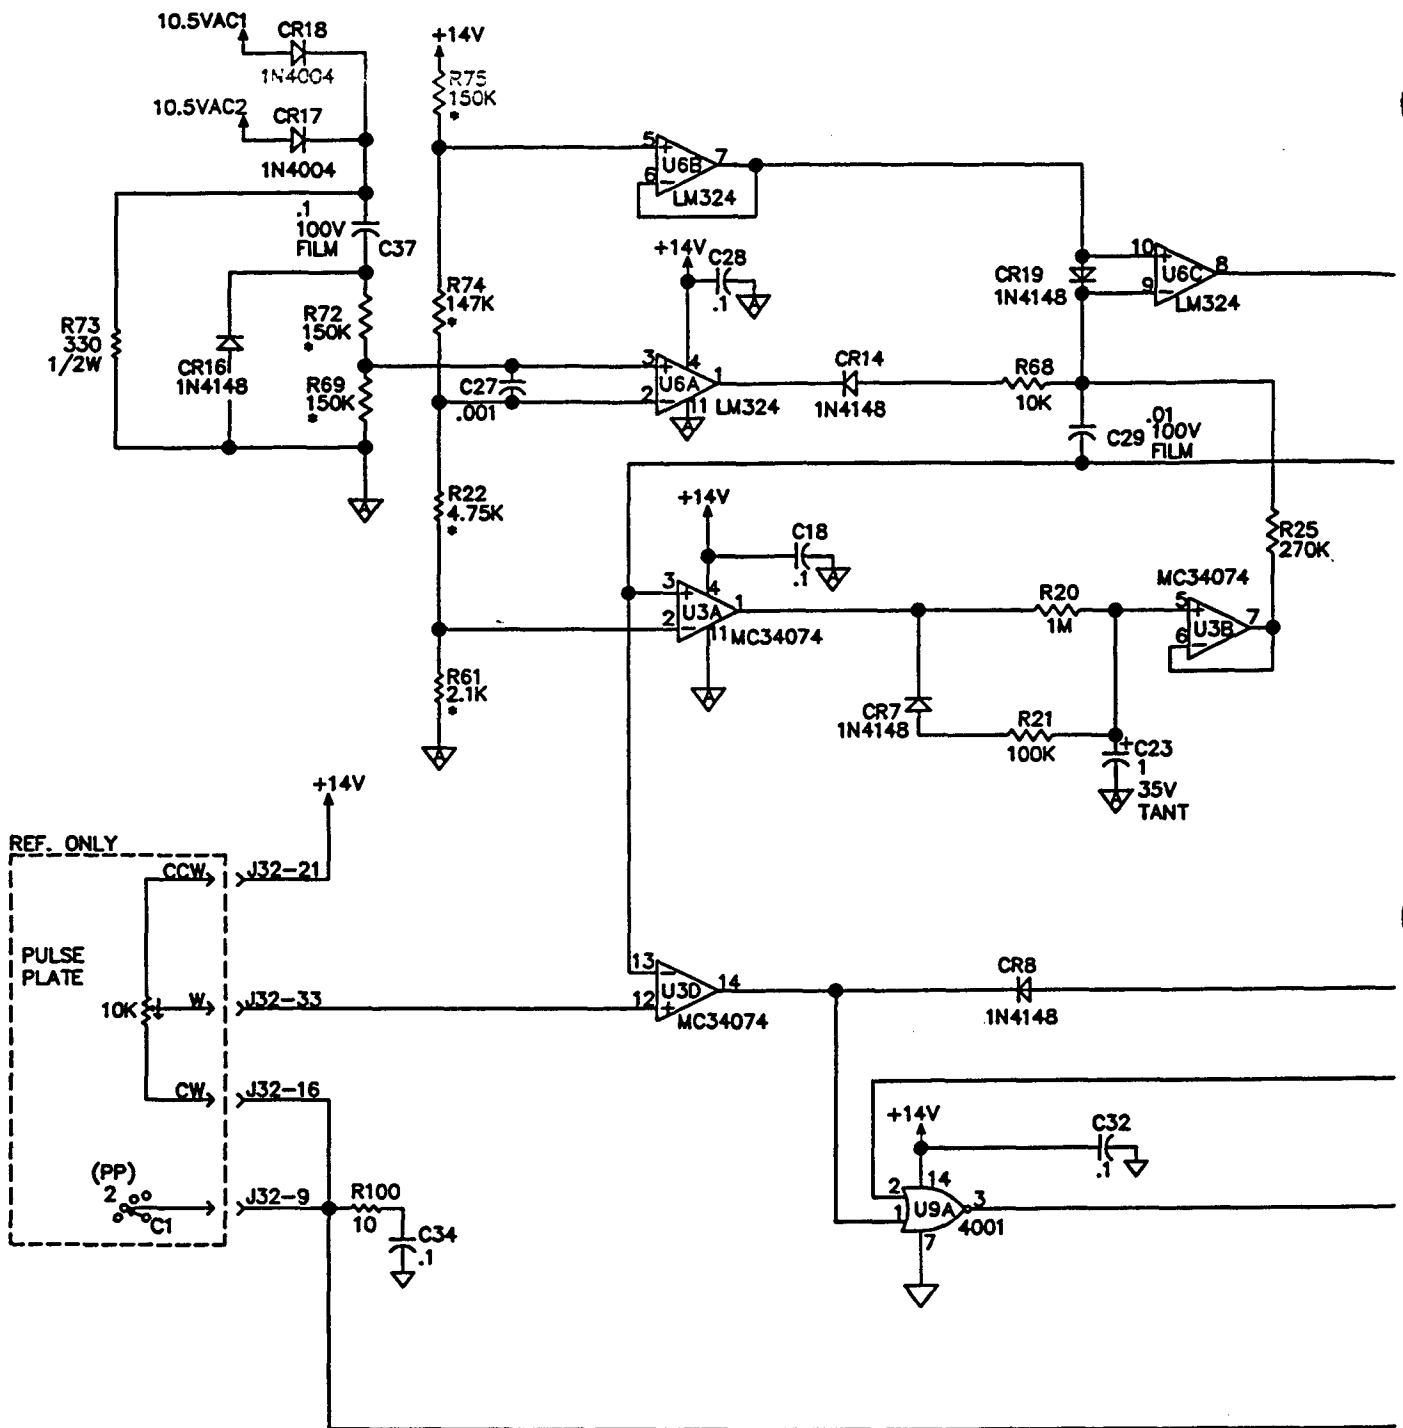 10.5VAC1
CR18
1N4004
10.5VAC2
CR17
1N4004
+14V
R75
150K
*
5
+
U6B
7
6
−
LM324
.1
100V
FILM
C37
R73
330
1/2W
CR16
1N4148
R72
150K
*
R69
150K
*
A
R74
147K
*
C27
.001
+14V
C28
.1
A
3
+
4
U6A
1
2
−
11
LM324
A
CR14
1N4148
R68
10K
CR19
1N4148
10
+
U6C
8
9
−
LM324
C29
.01
100V
FILM
R22
4.75K
*
+14V
C18
.1
A
3
+
4
U3A
1
2
−
11
MC34074
A
R20
1M
MC34074
5
+
U3B
7
6
−
R25
270K
R61
2.1K
*
A
CR7
1N4148
R21
100K
+
C23
1
35V
TANT
A
+14V
REF. ONLY
CCW
J32-21
PULSE
PLATE
10K
W
J32-33
CW
J32-16
(PP)
2
C1
J32-9
R100
10
C34
.1
13
−
U3D
14
12
+
MC34074
CR8
1N4148
+14V
C32
.1
2
14
1
U9A
3
4001
7